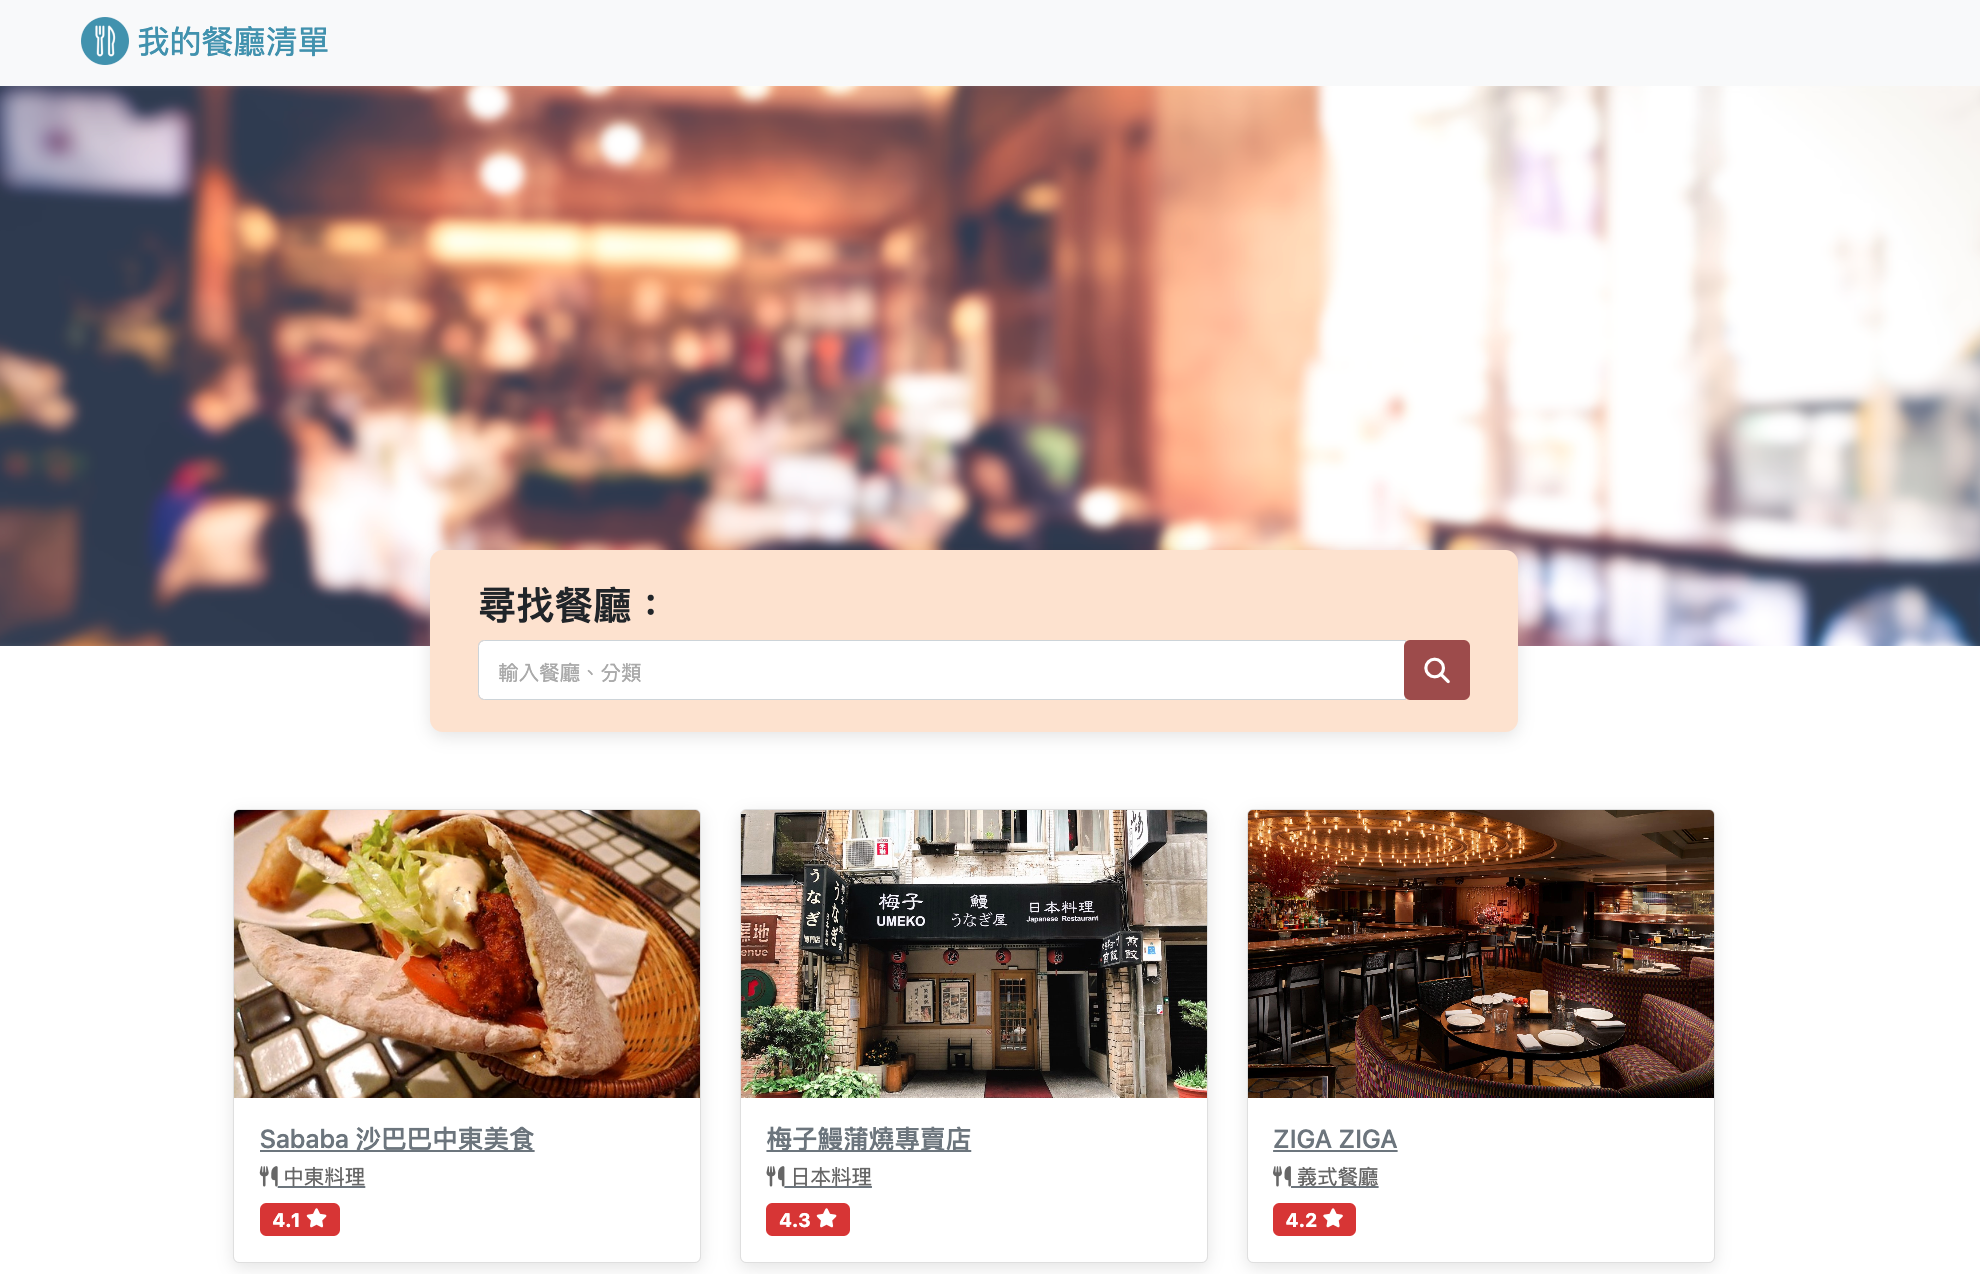 我的餐廳清單
尋找餐廳：
輸入餐廳、分類
うなぎ
梅子
UMEKO
鰻
うなぎ屋
日本料理
Japanese Restaurant
Sababa 沙巴巴中東美食
中東料理
4.1
梅子鰻蒲燒專賣店
日本料理
4.3
ZIGA ZIGA
義式餐廳
4.2